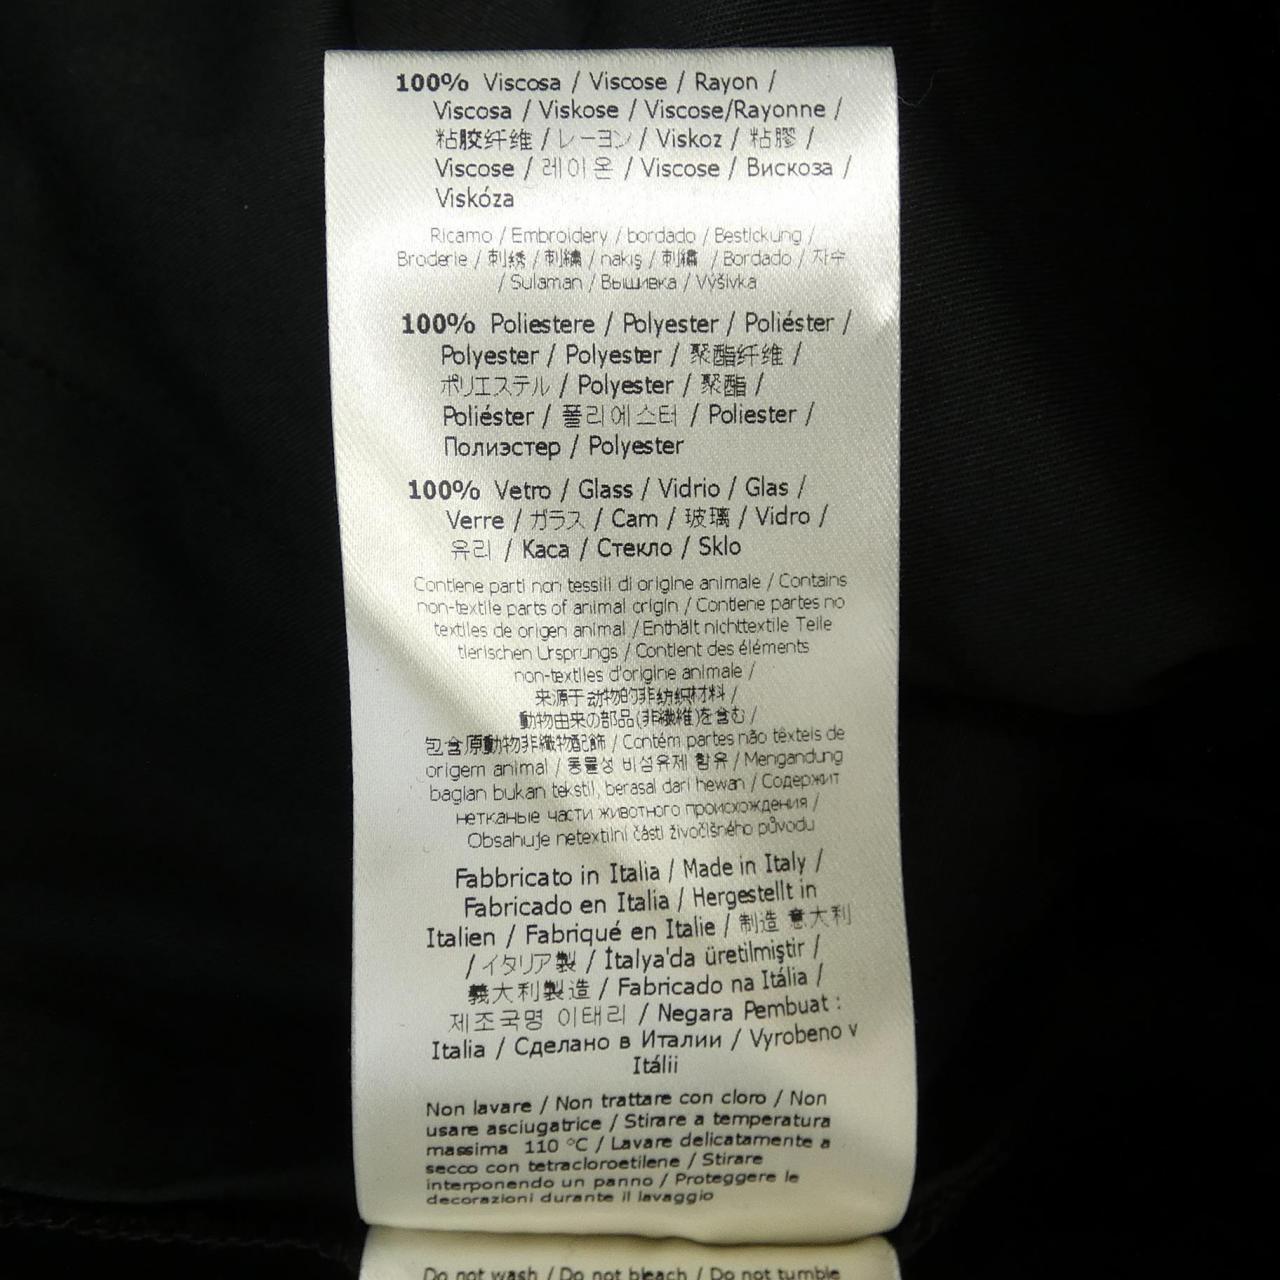 100% Viscosa / Viscose / Rayon /
Viscosa / Viskose / Viscose/Rayonne /
粘胶纤维 / レーヨン / Viskoz / 粘膠 /
Viscose / 레이온 / Viscose / Вискоза /
Viskóza
Ricamo / Embroidery / bordado / Bestickung /
Broderie / 刺绣 / 刺繍 / nakış / 刺繡 / Bordado / 자수
/ Sulaman / Вышивка / Výšivka
100% Poliestere / Polyester / Poliéster /
Polyester / Polyester / 聚酯纤维 /
ポリエステル / Polyester / 聚酯 /
Poliéster / 폴리에스터 / Poliester /
Полиэстер / Polyester
100% Vetro / Glass / Vidrio / Glas /
Verre / ガラス / Cam / 玻璃 / Vidro /
유리 / Kaca / Стекло / Sklo
Contiene parti non tessili di origine animale / Contains
non-textile parts of animal origin / Contiene partes no
textiles de origen animal / Enthält nichttextile Teile
tierischen Ursprungs / Contient des éléments
non-textiles d'origine animale /
来源于动物的非纺织材料 /
動物由来の部品(非繊維)を含む /
包含原動物非織物配飾 / Contém partes não têxteis de
origem animal / 동물성 비섬유제 함유 / Mengandung
bagian bukan tekstil, berasal dari hewan / Содержит
нетканые части животного происхождения /
Obsahuje netextilní části živočišného původu
Fabbricato in Italia / Made in Italy /
Fabricado en Italia / Hergestellt in
Italien / Fabriqué en Italie / 制造 意大利
/ イタリア製 / İtalya'da üretilmiştir /
義大利製造 / Fabricado na Itália /
제조국명 이태리 / Negara Pembuat :
Italia / Сделано в Италии / Vyrobeno v
Itálii
Non lavare / Non trattare con cloro / Non
usare asciugatrice / Stirare a temperatura
massima 110 °C / Lavare delicatamente a
secco con tetracloroetilene / Stirare
interponendo un panno / Proteggere le
decorazioni durante il lavaggio
Do not wash / Do not bleach / Do not tumble